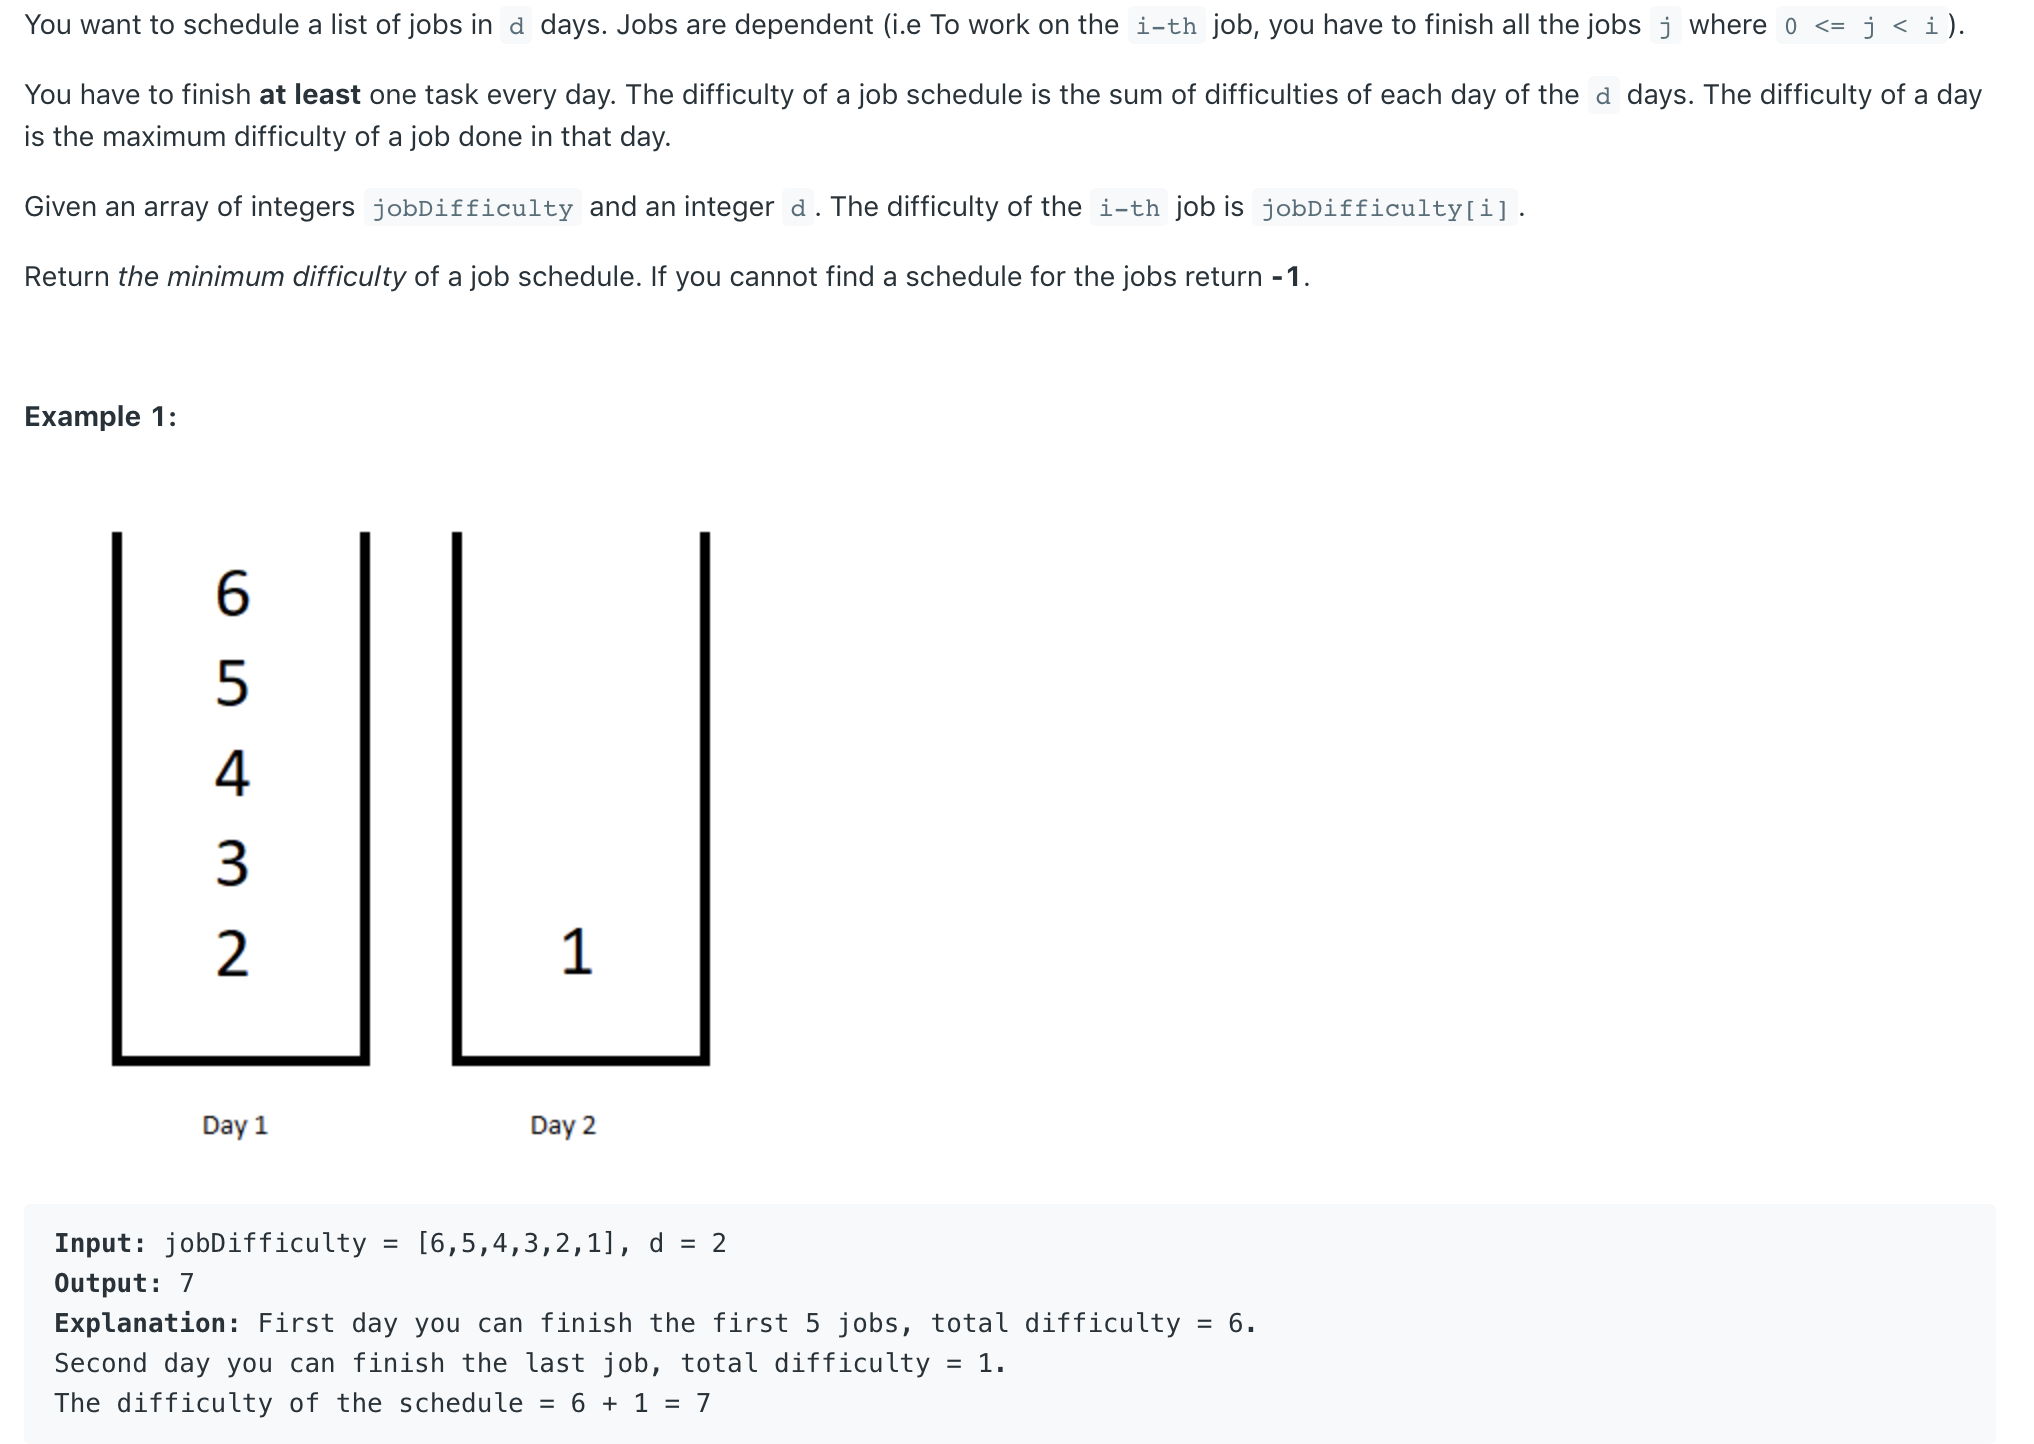 You want to schedule a list of jobs in d days. Jobs are dependent (i.e To work on the i-th job, you have to finish all the jobs j where 0 <= j < i).
You have to finish at least one task every day. The difficulty of a job schedule is the sum of difficulties of each day of the d days. The difficulty of a day
is the maximum difficulty of a job done in that day.
Given an array of integers jobDifficulty and an integer d. The difficulty of the i-th job is jobDifficulty[i].
Return the minimum difficulty of a job schedule. If you cannot find a schedule for the jobs return -1.
Example 1:
6
5
4
3
2
1
Day 1
Day 2
Input: jobDifficulty = [6,5,4,3,2,1], d = 2
Output: 7
Explanation: First day you can finish the first 5 jobs, total difficulty = 6.
Second day you can finish the last job, total difficulty = 1.
The difficulty of the schedule = 6 + 1 = 7